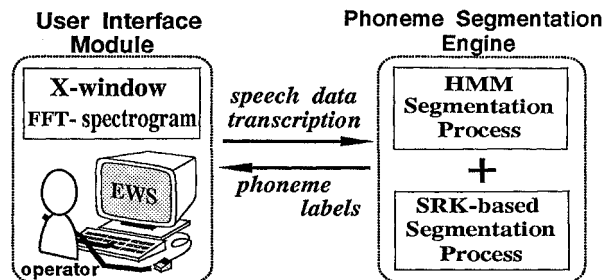 User Interface
Module
X-window
FFT- spectrogram
EWS
operator
speech data
transcription
phoneme
labels
Phoneme Segmentation
Engine
HMM
Segmentation
Process
+
SRK-based
Segmentation
Process